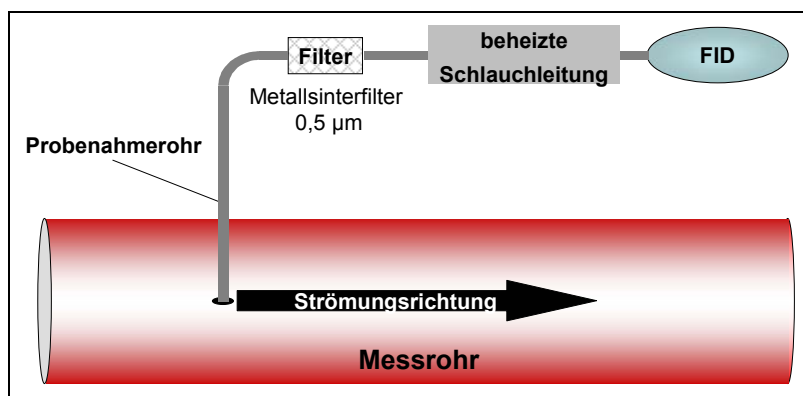 beheizte
Schlauchleitung
Filter
FID
Metallsinterfilter
0,5 µm
Probenahmerohr
Strömungsrichtung
Messrohr